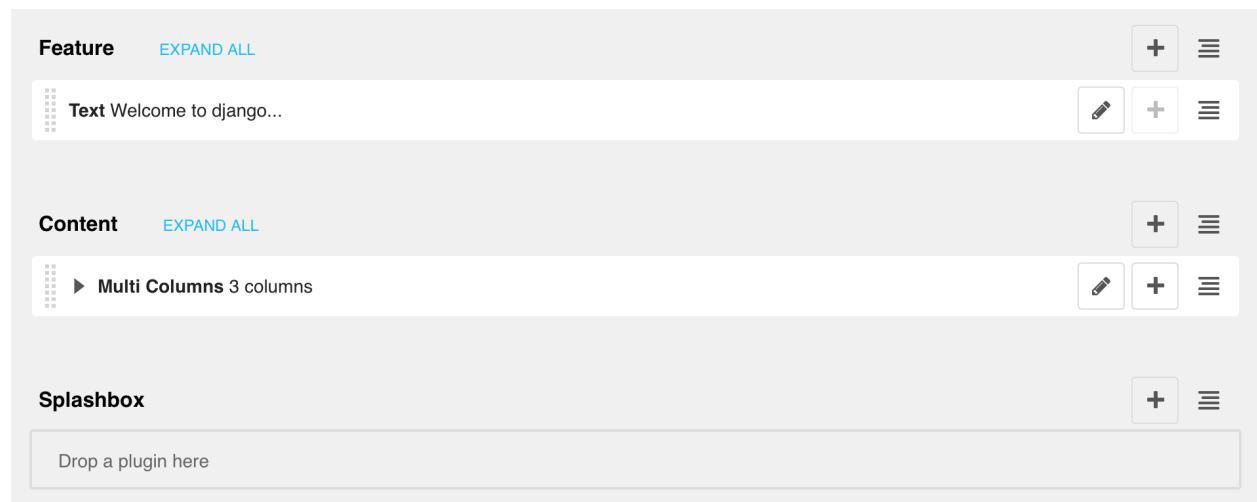 Feature EXPAND ALL
Text Welcome to django...
Content EXPAND ALL
Multi Columns 3 columns
Splashbox
Drop a plugin here